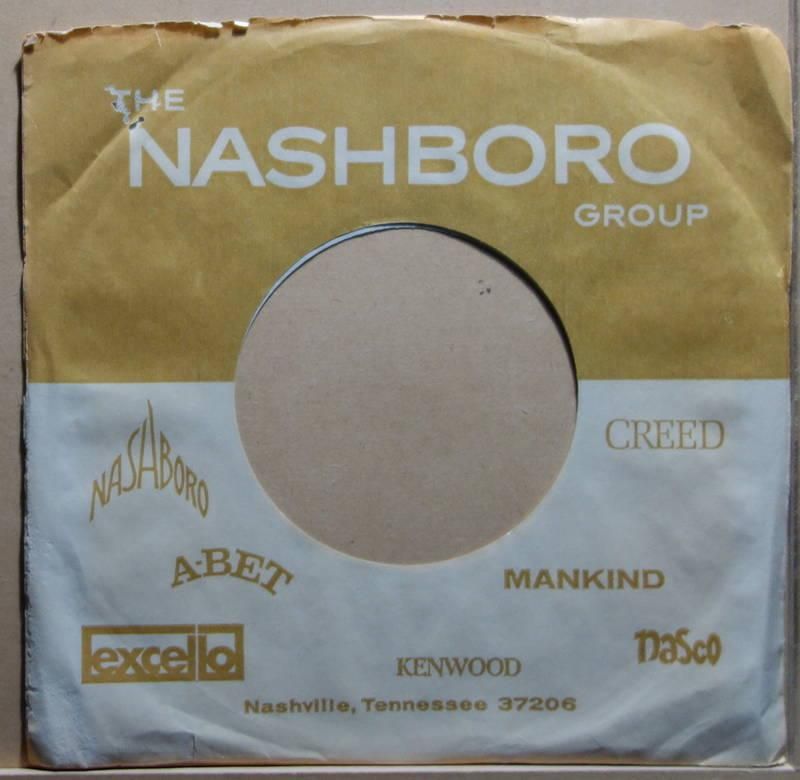 THE
NASHBORO
GROUP
NASHBORO
CREED
A-BET
MANKIND
excello
KENWOOD
nasco
Nashville, Tennessee 37206